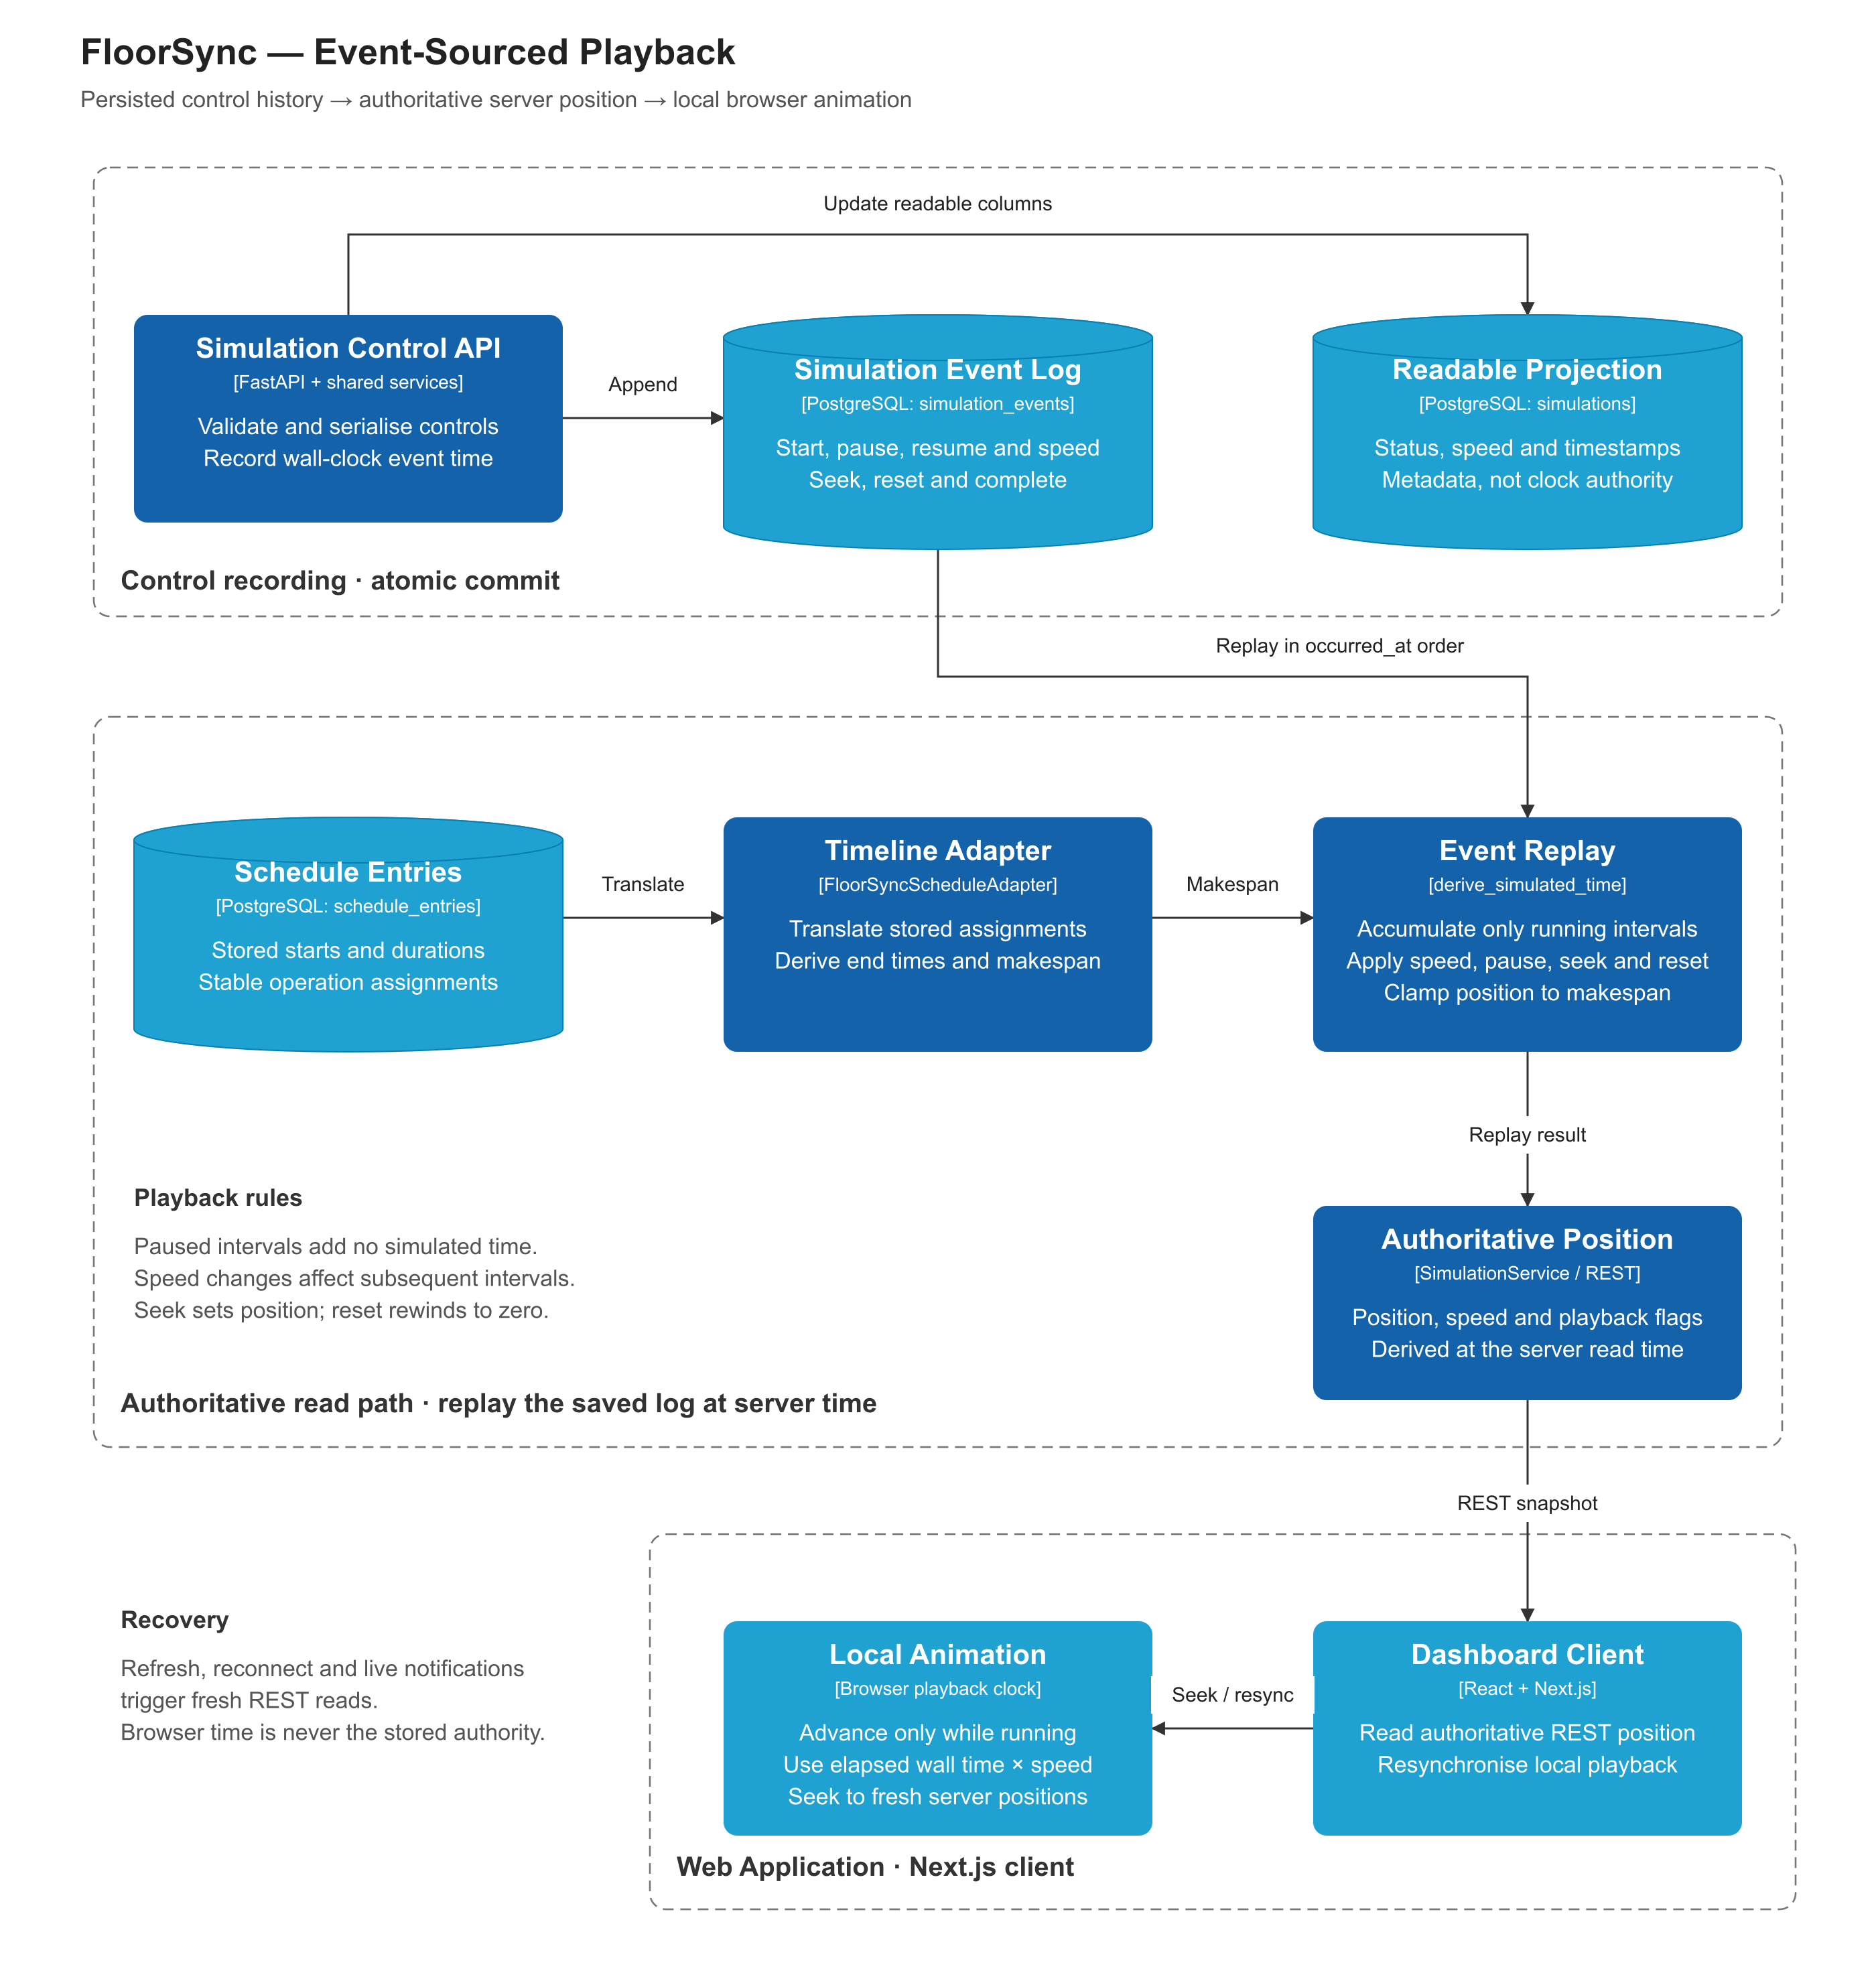 FloorSync — Event-Sourced Playback
Persisted control history → authoritative server position → local browser animation
Update readable columns
Simulation Control API
[FastAPI + shared services]
Validate and serialise controls
Record wall-clock event time
Append
Simulation Event Log
[PostgreSQL: simulation_events]
Start, pause, resume and speed
Seek, reset and complete
Readable Projection
[PostgreSQL: simulations]
Status, speed and timestamps
Metadata, not clock authority
Control recording · atomic commit
Replay in occurred_at order
Schedule Entries
[PostgreSQL: schedule_entries]
Stored starts and durations
Stable operation assignments
Translate
Timeline Adapter
[FloorSyncScheduleAdapter]
Translate stored assignments
Derive end times and makespan
Makespan
Event Replay
[derive_simulated_time]
Accumulate only running intervals
Apply speed, pause, seek and reset
Clamp position to makespan
Replay result
Playback rules
Paused intervals add no simulated time.
Speed changes affect subsequent intervals.
Seek sets position; reset rewinds to zero.
Authoritative Position
[SimulationService / REST]
Position, speed and playback flags
Derived at the server read time
Authoritative read path · replay the saved log at server time
REST snapshot
Recovery
Refresh, reconnect and live notifications
trigger fresh REST reads.
Browser time is never the stored authority.
Local Animation
[Browser playback clock]
Advance only while running
Use elapsed wall time × speed
Seek to fresh server positions
Seek / resync
Dashboard Client
[React + Next.js]
Read authoritative REST position
Resynchronise local playback
Web Application · Next.js client